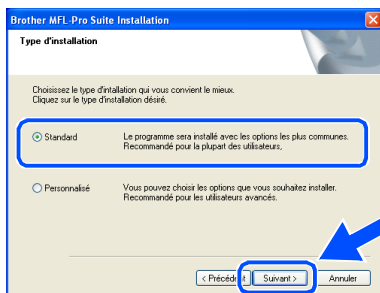 Brother MFL-Pro Suite Installation
Type d'installation
Choisissez le type d'intallation qui vous convient le mieux.
Cliquez sur le type d'installation désiré.
Standard
Le programme sera installé avec les options les plus communes.
Recommandé pour la plupart des utilisateurs,
Personnalisé
Vous pouvez choisir les options que vous souhaitez installer.
Recommandé pour les utilisateurs avancés.
< Précédent
Suivant >
Annuler